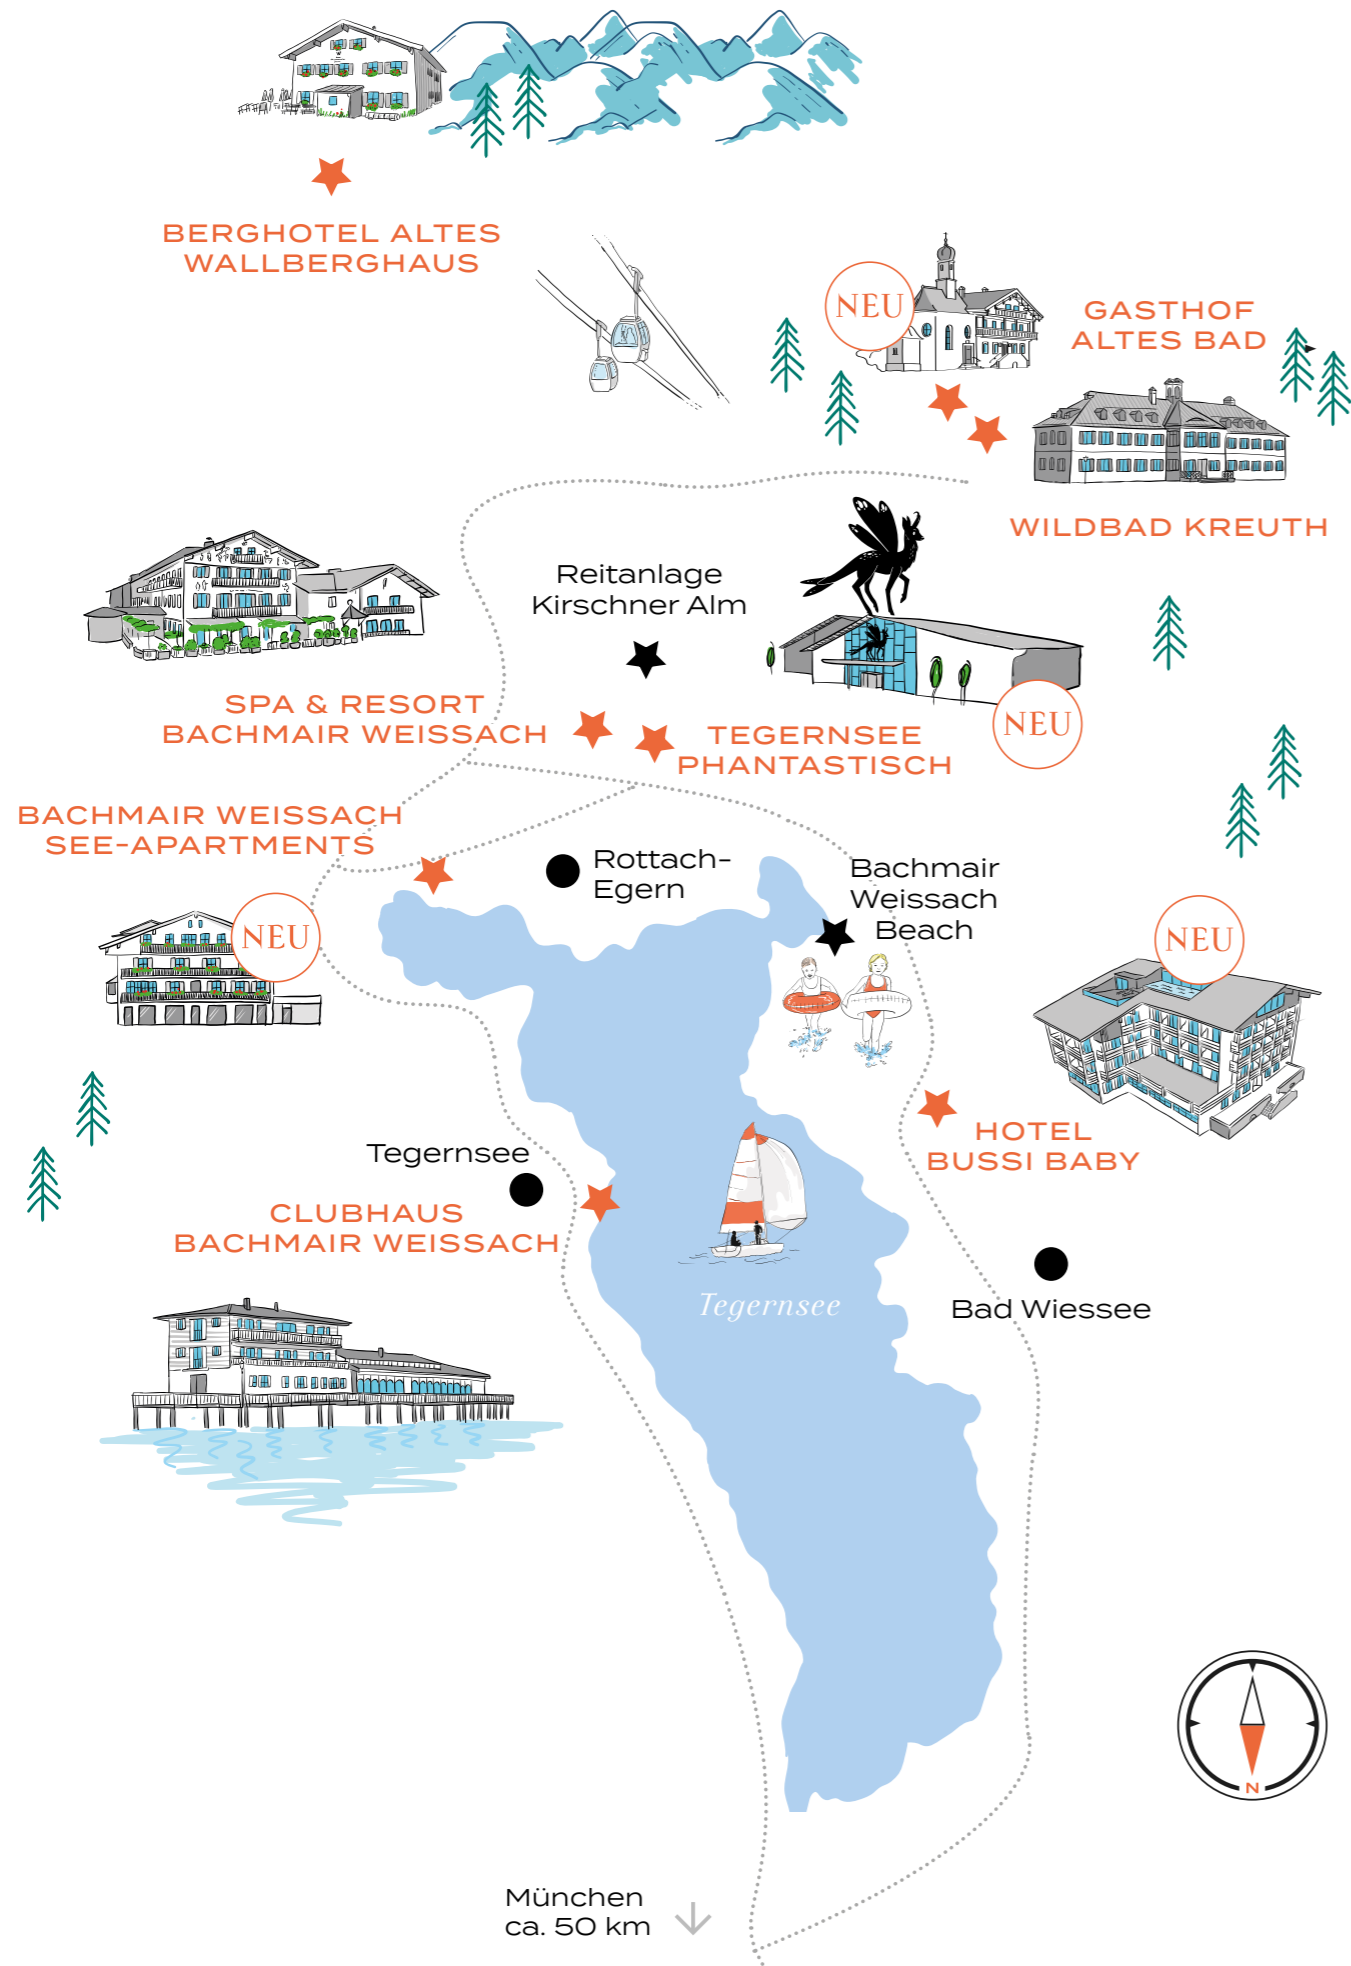 BERGHOTEL ALTES
WALLBERGHAUS
NEU
GASTHOF
ALTES BAD
WILDBAD KREUTH
Reitanlage
Kirschner Alm
SPA & RESORT
BACHMAIR WEISSACH
TEGERNSEE
PHANTASTISCH
NEU
BACHMAIR WEISSACH
SEE-APARTMENTS
NEU
Rottach-
Egern
Bachmair
Weissach
Beach
NEU
HOTEL
BUSSI BABY
Tegernsee
CLUBHAUS
BACHMAIR WEISSACH
Tegernsee
Bad Wiessee
N
München
ca. 50 km